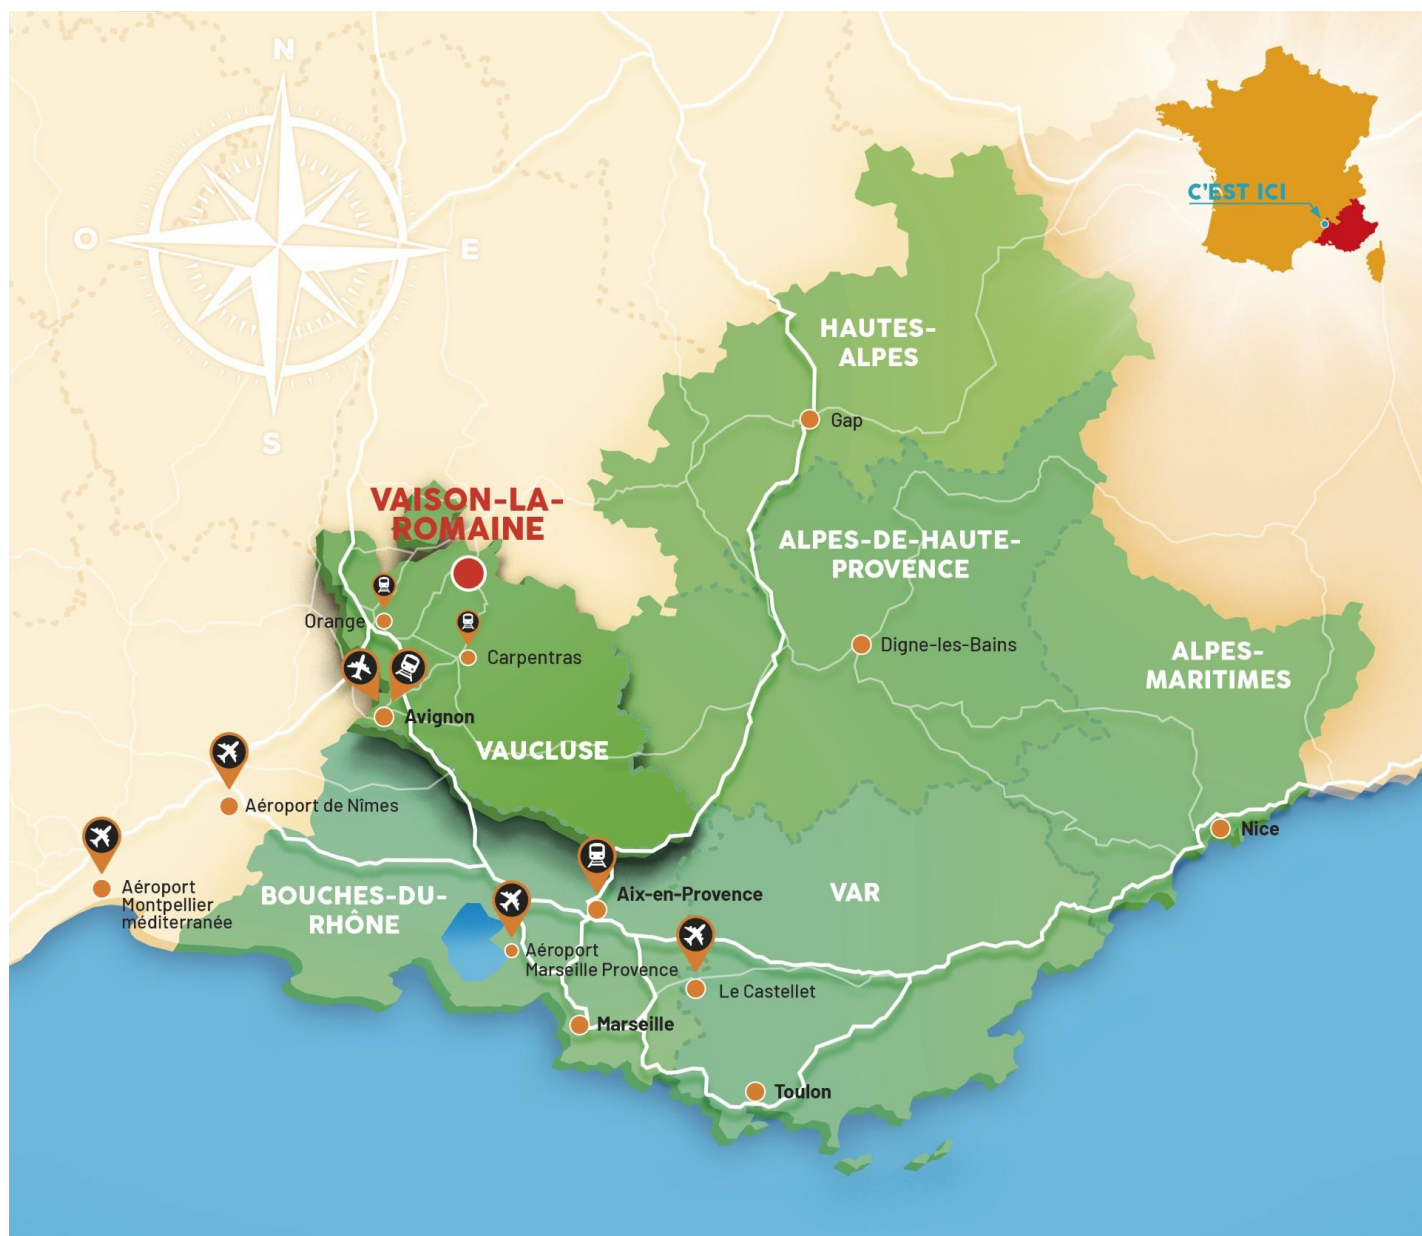 N
O
E
S
C'EST ICI
HAUTES-
ALPES
Gap
VAISON-LA-
ROMAINE
ALPES-DE-HAUTE-
PROVENCE
Orange
Carpentras
Digne-les-Bains
ALPES-
MARITIMES
Avignon
VAUCLUSE
Aéroport de Nîmes
Nice
Aéroport
Montpellier
méditerranée
BOUCHES-DU-
RHÔNE
Aix-en-Provence
VAR
Aéroport
Marseille Provence
Le Castellet
Marseille
Toulon